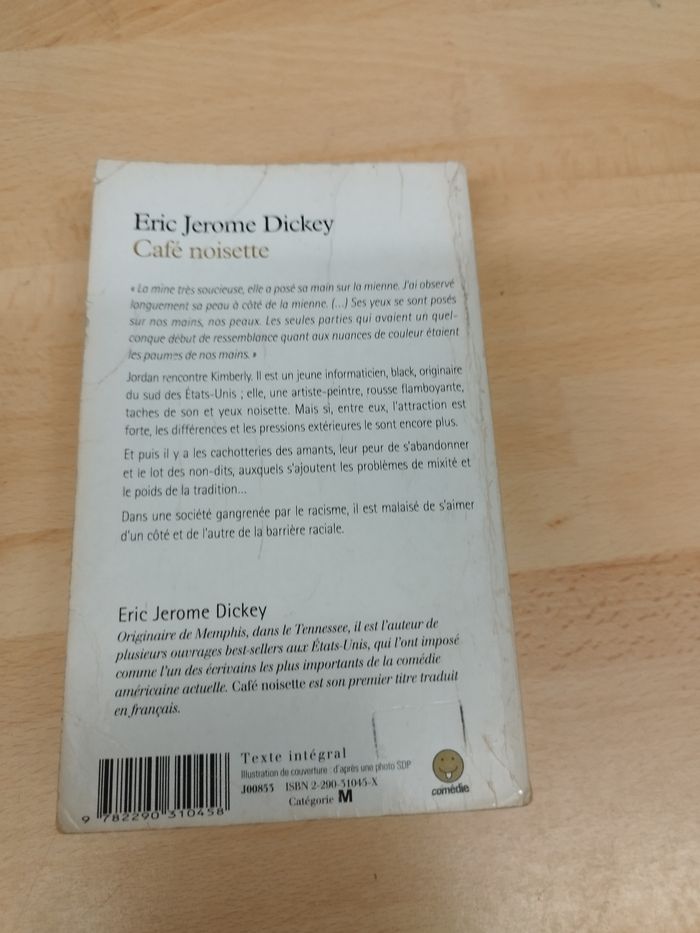 Eric Jerome Dickey
Café noisette
« La mine très soucieuse, elle a posé sa main sur la mienne. J'ai observé
longuement sa peau à côté de la mienne. (...) Ses yeux se sont posés
sur nos mains, nos peaux. Les seules parties qui avaient un quel-
conque début de ressemblance quant aux nuances de couleur étaient
les paumes de nos mains. »
Jordan rencontre Kimberly. Il est un jeune informaticien, black, originaire
du sud des États-Unis ; elle, une artiste-peintre, rousse flamboyante,
taches de son et yeux noisette. Mais si, entre eux, l'attraction est
forte, les différences et les pressions extérieures le sont encore plus.
Et puis il y a les cachotteries des amants, leur peur de s'abandonner
et le lot des non-dits, auxquels s'ajoutent les problèmes de mixité et
le poids de la tradition...
Dans une société gangrenée par le racisme, il est malaisé de s'aimer
d'un côté et de l'autre de la barrière raciale.
Eric Jerome Dickey
Originaire de Memphis, dans le Tennessee, il est l'auteur de
plusieurs ouvrages best-sellers aux États-Unis, qui l'ont imposé
comme l'un des écrivains les plus importants de la comédie
américaine actuelle. Café noisette est son premier titre traduit
en français.
Texte intégral
Illustration de couverture : d'après une photo SDP
J00853 ISBN 2-290-31045-X
Catégorie M
9 782290 310458
comédie